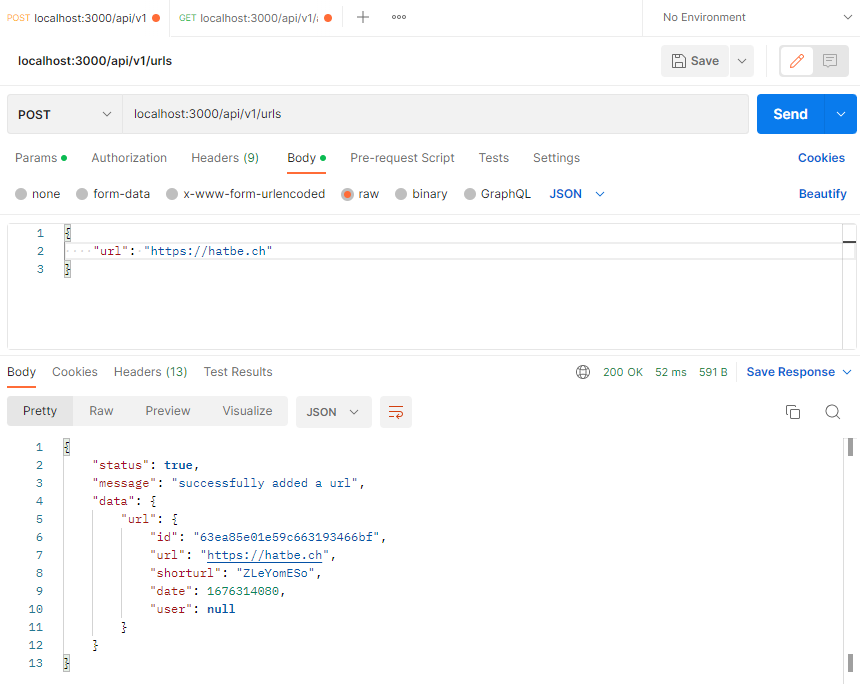 POST localhost:3000/api/v1 GET localhost:3000/api/v1/ No Environment
localhost:3000/api/v1/urls Save
POST localhost:3000/api/v1/urls Send
Params Authorization Headers (9) Body Pre-request Script Tests Settings Cookies
none form-data x-www-form-urlencoded raw binary GraphQL JSON Beautify
1 {
2 "url": "https://hatbe.ch"
3 }
Body Cookies Headers (13) Test Results 200 OK 52 ms 591 B Save Response
Pretty Raw Preview Visualize JSON
1 {
2 "status": true,
3 "message": "successfully added a url",
4 "data": {
5 "url": {
6 "id": "63ea85e01e59c663193466bf",
7 "url": "https://hatbe.ch",
8 "shorturl": "ZLeYomESo",
9 "date": 1676314080,
10 "user": null
11 }
12 }
13 }